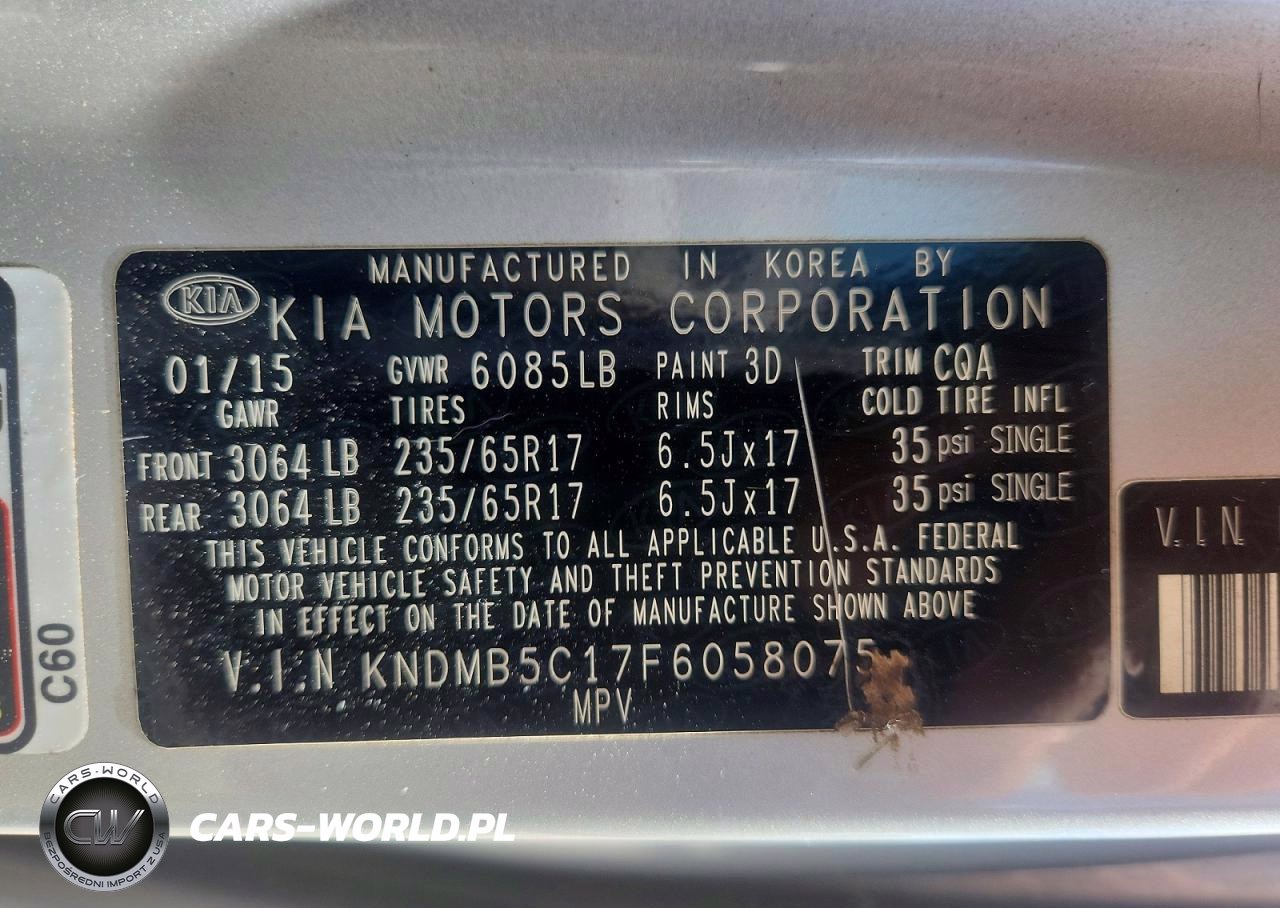 MANUFACTURED IN KOREA BY
KIA KIA MOTORS CORPORATION
01/15 GVWR 6085LB PAINT 3D TRIM CQA
GAWR TIRES RIMS COLD TIRE INFL
FRONT 3064 LB 235/65R17 6.5Jx17 35 psi SINGLE
REAR 3064 LB 235/65R17 6.5Jx17 35 psi SINGLE
THIS VEHICLE CONFORMS TO ALL APPLICABLE U.S.A. FEDERAL
MOTOR VEHICLE SAFETY AND THEFT PREVENTION STANDARDS
IN EFFECT ON THE DATE OF MANUFACTURE SHOWN ABOVE
V.I.N KNDMB5C17F6058075
MPV
V.I.N
C60
CARS-WORLD
CW
BEZPOŚREDNI IMPORT Z USA
CARS-WORLD.PL